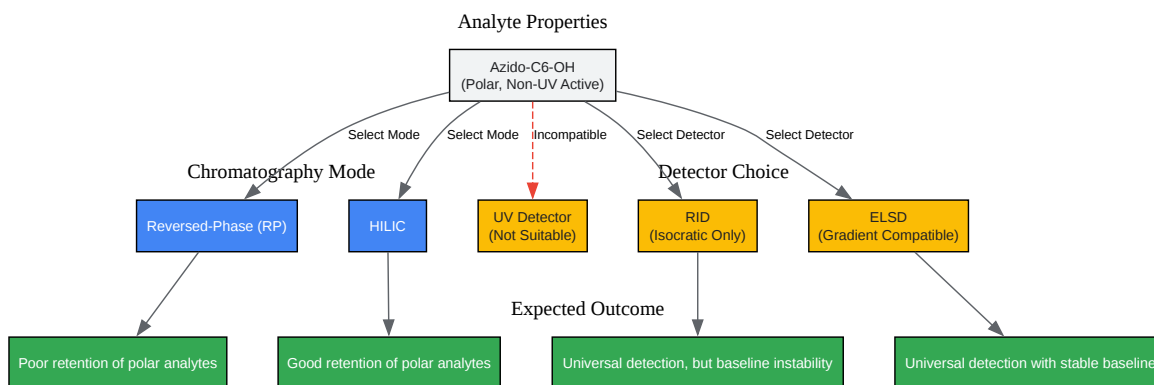 Analyte Properties
Azido-C6-OH
(Polar, Non-UV Active)
Select Mode
Select Mode
Incompatible
Select Detector
Select Detector
Chromatography Mode
Detector Choice
Reversed-Phase (RP)
HILIC
UV Detector
(Not Suitable)
RID
(Isocratic Only)
ELSD
(Gradient Compatible)
Expected Outcome
Poor retention of polar analytes
Good retention of polar analytes
Universal detection, but baseline instability
Universal detection with stable baseline